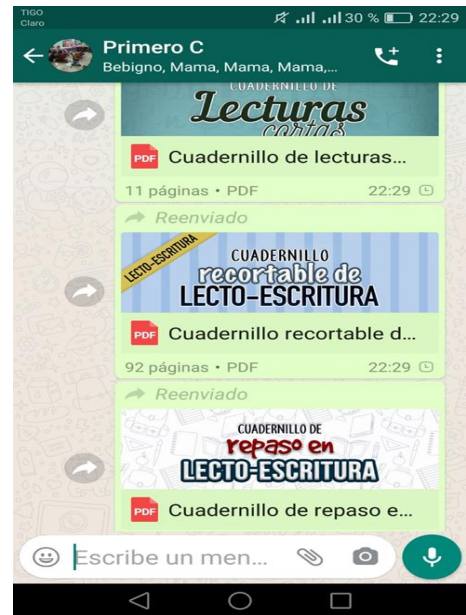 TIGO
Claro
30 % 22:29
Primero C
Bebigno, Mama, Mama, Mama,...
CUADERNILLO DE
Lecturas
cortas
PDF Cuadernillo de lecturas...
11 páginas • PDF 22:29
Reenviado
LECTO-ESCRITURA
CUADERNILLO
recortable de
LECTO-ESCRITURA
PDF Cuadernillo recortable d...
92 páginas • PDF 22:29
Reenviado
CUADERNILLO DE
repaso en
LECTO-ESCRITURA
PDF Cuadernillo de repaso e...
Escribe un men...